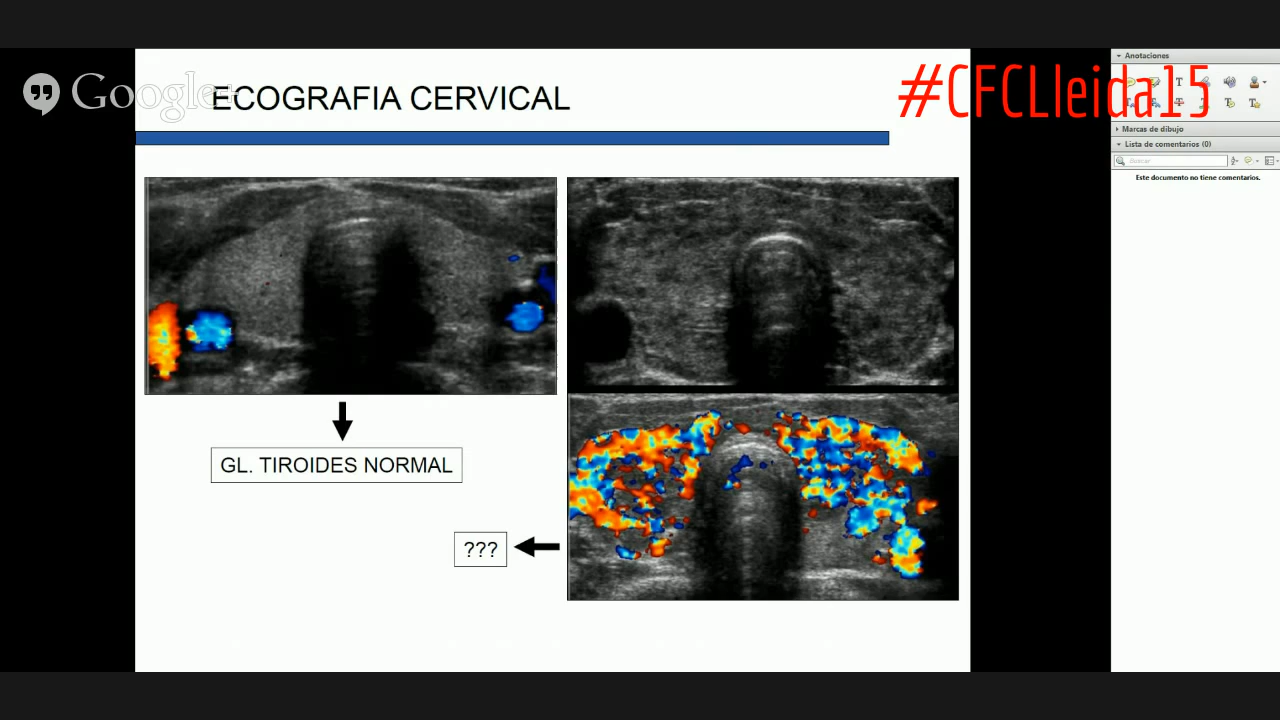 Google+
ECOGRAFIA CERVICAL
#CFCLleida15
GL. TIROIDES NORMAL
???
Anotaciones
Marcas de dibujo
Lista de comentarios (0)
Buscar
Este documento no tiene comentarios.